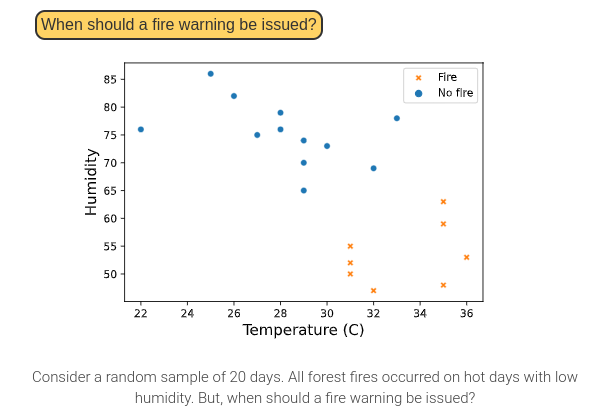 When should a fire warning be issued?
Fire
No fire
85
80
75
70
65
60
55
50
Humidity
22 24 26 28 30 32 34 36
Temperature (C)
Consider a random sample of 20 days. All forest fires occurred on hot days with low
humidity. But, when should a fire warning be issued?